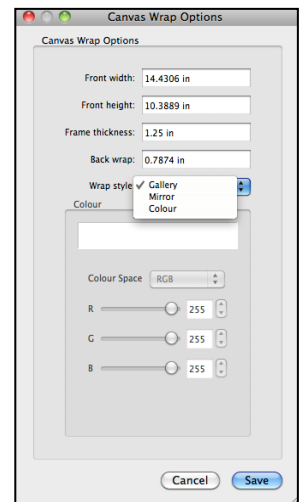 Canvas Wrap Options
Canvas Wrap Options
Front width: 14.4306 in
Front height: 10.3889 in
Frame thickness: 1.25 in
Back wrap: 0.7874 in
Wrap style ✓ Gallery
Mirror
Colour
Colour
Colour Space RGB
R 255
G 255
B 255
Cancel Save